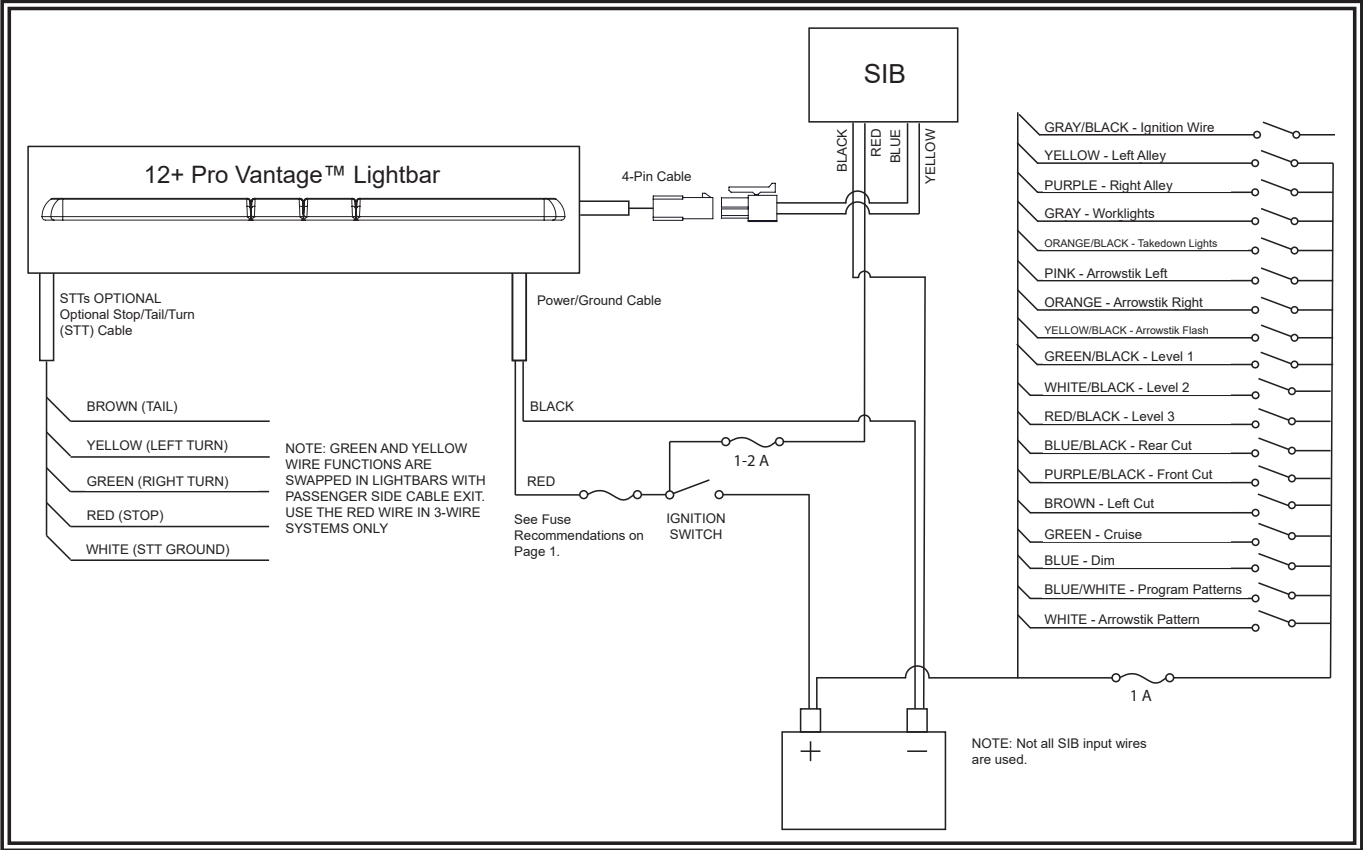 SIB
BLACK
RED
BLUE
YELLOW
12+ Pro Vantage™ Lightbar
4-Pin Cable
STTs OPTIONAL
Optional Stop/Tail/Turn
(STT) Cable
Power/Ground Cable
BROWN (TAIL)
YELLOW (LEFT TURN)
GREEN (RIGHT TURN)
RED (STOP)
WHITE (STT GROUND)
NOTE: GREEN AND YELLOW
WIRE FUNCTIONS ARE
SWAPPED IN LIGHTBARS WITH
PASSENGER SIDE CABLE EXIT.
USE THE RED WIRE IN 3-WIRE
SYSTEMS ONLY
BLACK
RED
1-2 A
See Fuse
Recommendations on
Page 1.
IGNITION
SWITCH
GRAY/BLACK - Ignition Wire
YELLOW - Left Alley
PURPLE - Right Alley
GRAY - Worklights
ORANGE/BLACK - Takedown Lights
PINK - Arrowstik Left
ORANGE - Arrowstik Right
YELLOW/BLACK - Arrowstik Flash
GREEN/BLACK - Level 1
WHITE/BLACK - Level 2
RED/BLACK - Level 3
BLUE/BLACK - Rear Cut
PURPLE/BLACK - Front Cut
BROWN - Left Cut
GREEN - Cruise
BLUE - Dim
BLUE/WHITE - Program Patterns
WHITE - Arrowstik Pattern
1 A
+
—
NOTE: Not all SIB input wires
are used.